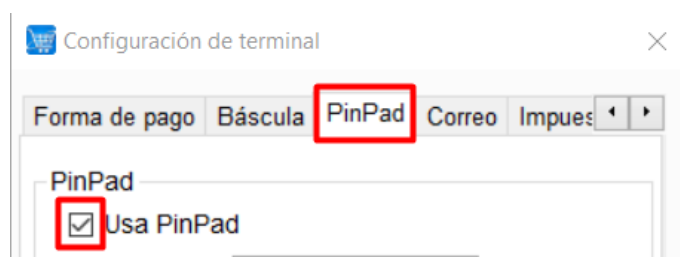 Configuración de terminal
Forma de pago Báscula PinPad Correo Impues
PinPad
Usa PinPad